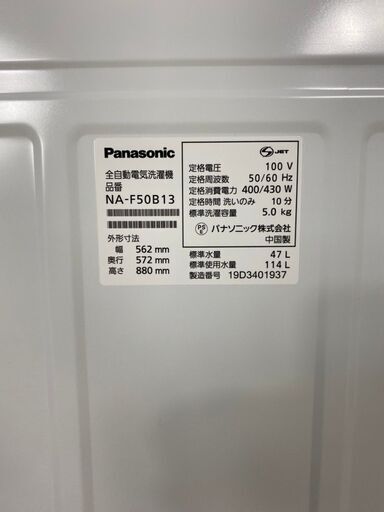 Panasonic
全自動電気洗濯機
品番
NA-F50B13
外形寸法
幅 562 mm
奥行 572 mm
高さ 880 mm
S JET
定格電圧 100 V
定格周波数 50/60 Hz
定格消費電力 400/430 W
定格時間 洗いのみ 10 分
標準洗濯容量 5.0 kg
PS E パナソニック株式会社
中国製
標準水量 47 L
標準使用水量 114 L
製造番号 19D3401937